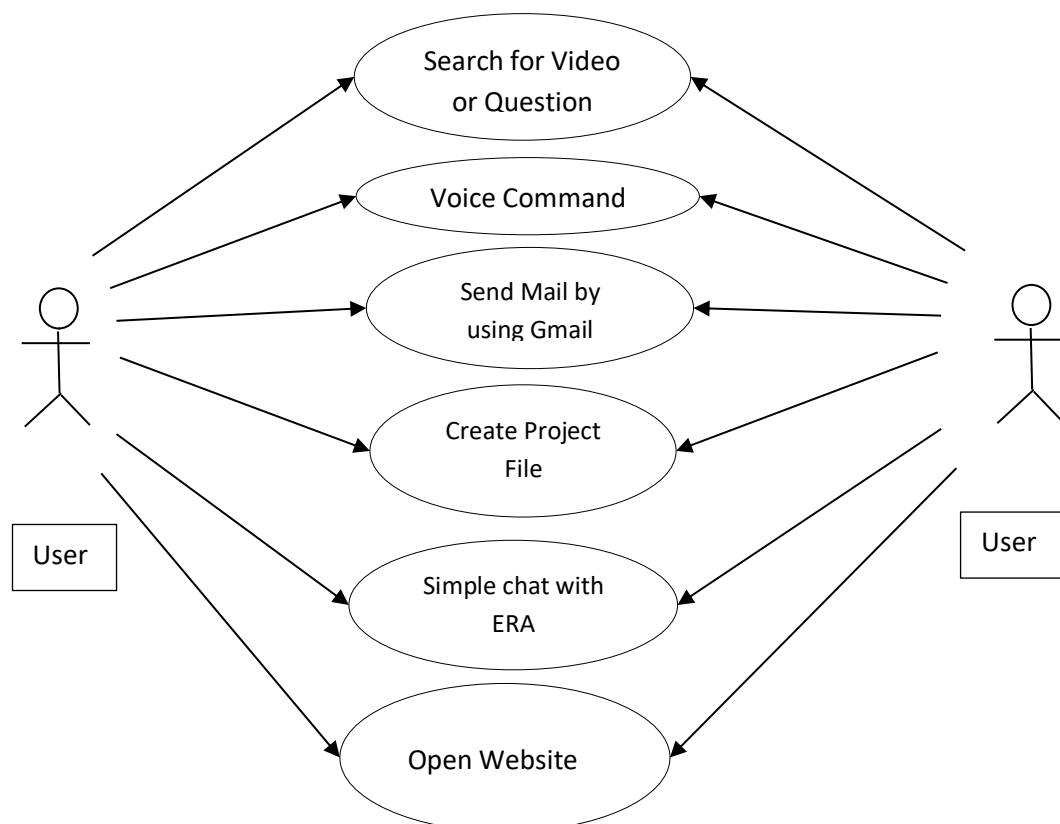 Search for Video
or Question
Voice Command
Send Mail by
using Gmail
Create Project
File
User
User
Simple chat with
ERA
Open Website